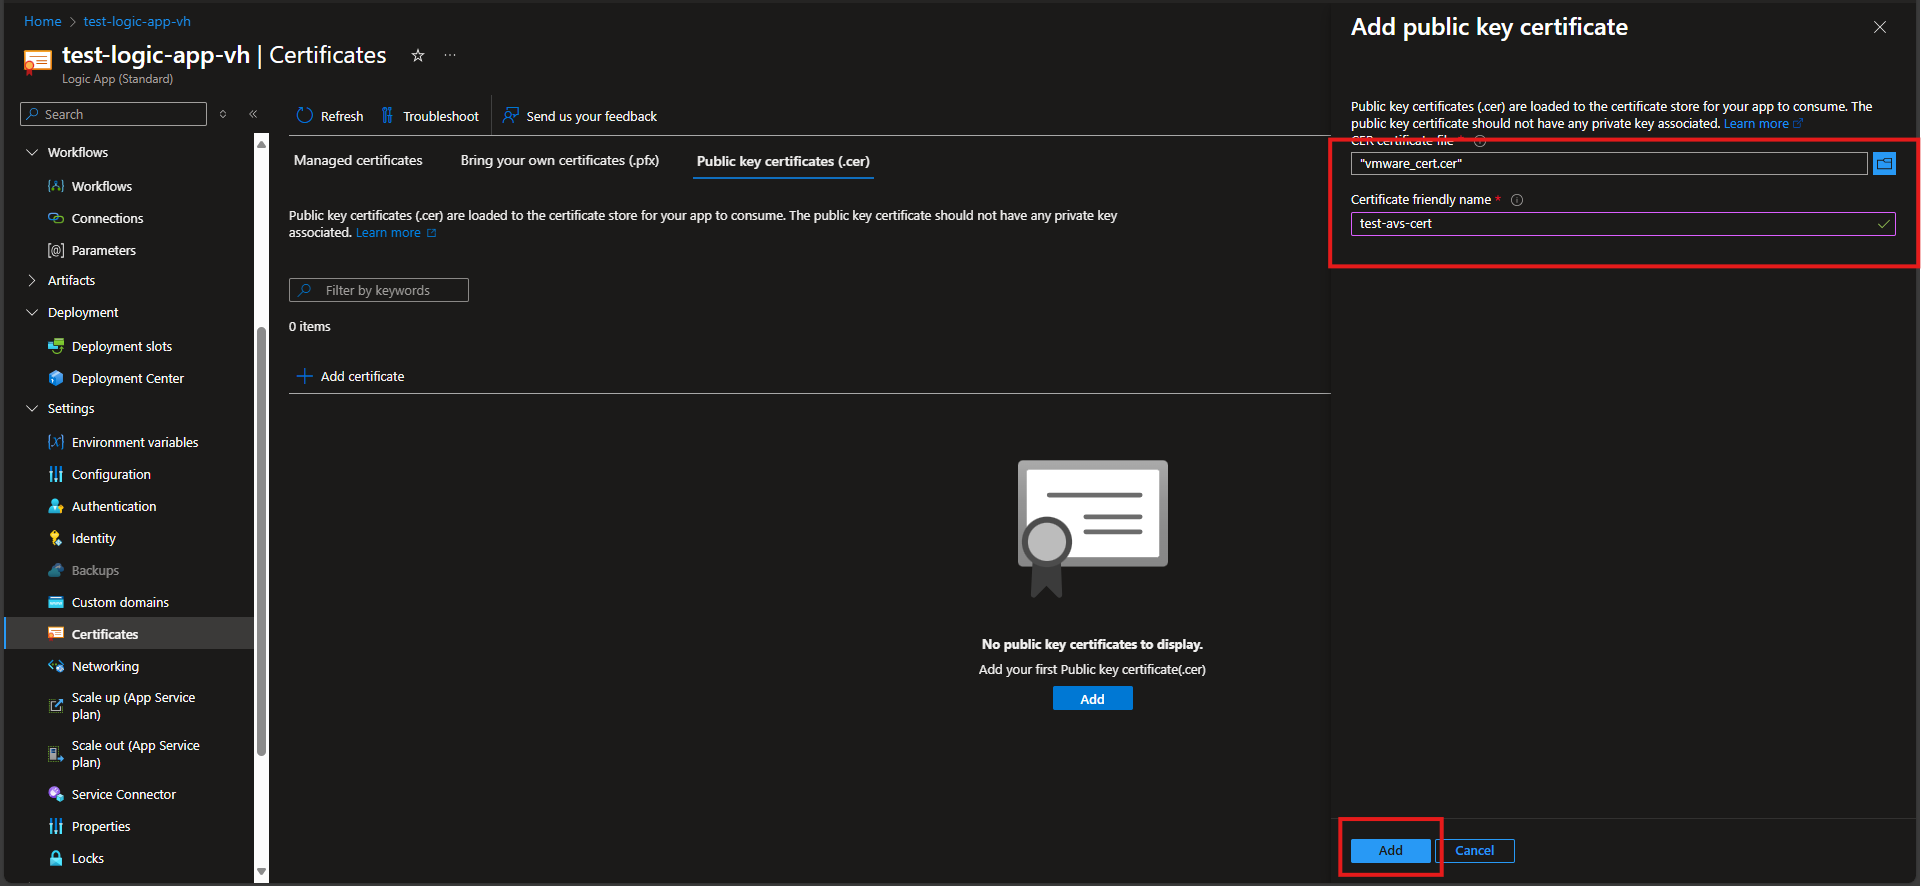 Home > test-logic-app-vh
test-logic-app-vh | Certificates
Logic App (Standard)
Search
Workflows
Workflows
Connections
Parameters
Artifacts
Deployment
Deployment slots
Deployment Center
Settings
Environment variables
Configuration
Authentication
Identity
Backups
Custom domains
Certificates
Networking
Scale up (App Service
plan)
Scale out (App Service
plan)
Service Connector
Properties
Locks
Refresh
Troubleshoot
Send us your feedback
Managed certificates
Bring your own certificates (.pfx)
Public key certificates (.cer)
Public key certificates (.cer) are loaded to the certificate store for your app to consume. The public key certificate should not have any private key
associated. Learn more
Filter by keywords
0 items
Add certificate
No public key certificates to display.
Add your first Public key certificate(.cer)
Add
Add public key certificate
Public key certificates (.cer) are loaded to the certificate store for your app to consume. The
public key certificate should not have any private key associated. Learn more
CER certificate file *
"vmware_cert.cer"
Certificate friendly name *
test-avs-cert
Add
Cancel